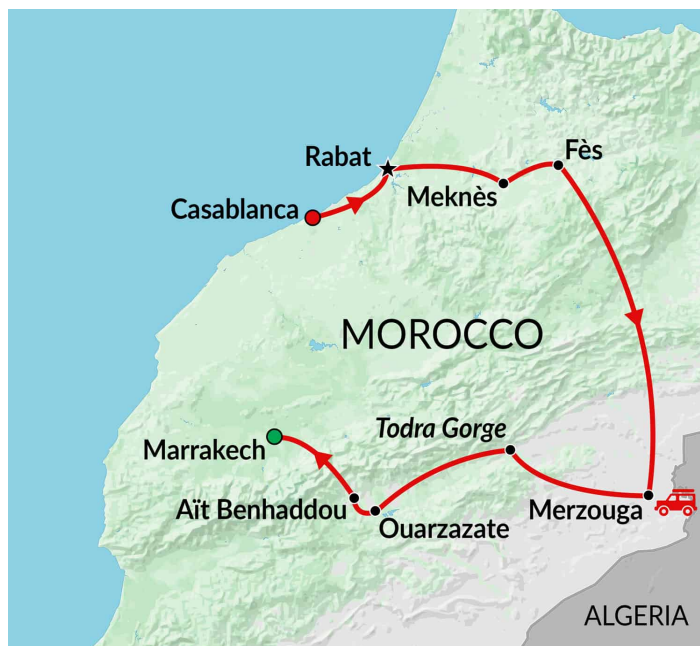 Rabat
Fès
Meknès
Casablanca
MOROCCO
Todra Gorge
Marrakech
Aït Benhaddou
Merzouga
Ouarzazate
ALGERIA